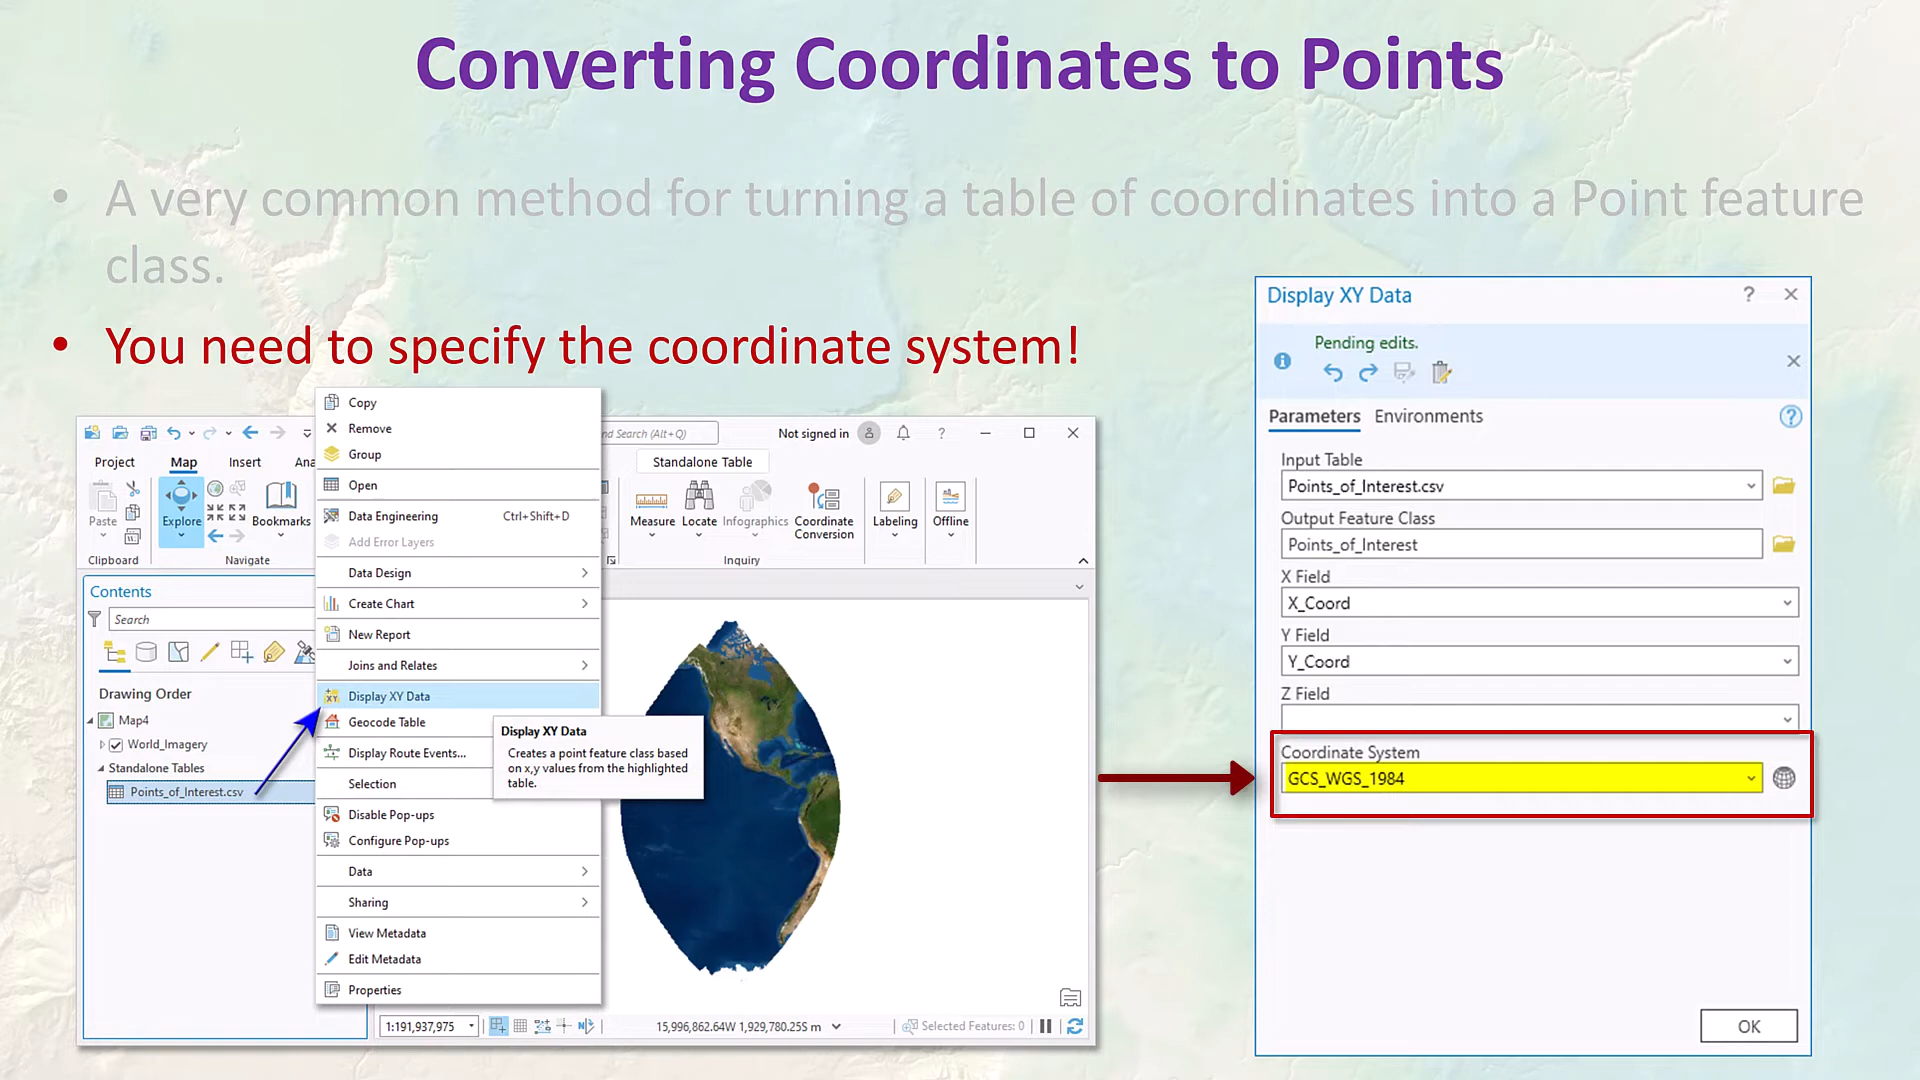 Converting Coordinates to Points
• A very common method for turning a table of coordinates into a Point feature
class.
• You need to specify the coordinate system!
nd Search (Alt+Q)
Not signed in
Project
Map
Insert
Ana
Standalone Table
Paste
Explore
Bookmarks
Measure
Locate
Infographics
Coordinate
Conversion
Labeling
Offline
Clipboard
Navigate
Inquiry
Contents
Search
Drawing Order
Map4
World_Imagery
Standalone Tables
Points_of_Interest.csv
Copy
Remove
Group
Open
Data Engineering Ctrl+Shift+D
Add Error Layers
Data Design
Create Chart
New Report
Joins and Relates
Display XY Data
Geocode Table
Display Route Events...
Selection
Disable Pop-ups
Configure Pop-ups
Data
Sharing
View Metadata
Edit Metadata
Properties
Display XY Data
Creates a point feature class based
on x,y values from the highlighted
table.
1:191,937,975
15,996,862.64W 1,929,780.25S m
Selected Features: 0
Display XY Data
Pending edits.
Parameters Environments
Input Table
Points_of_Interest.csv
Output Feature Class
Points_of_Interest
X Field
X_Coord
Y Field
Y_Coord
Z Field
Coordinate System
GCS_WGS_1984
OK